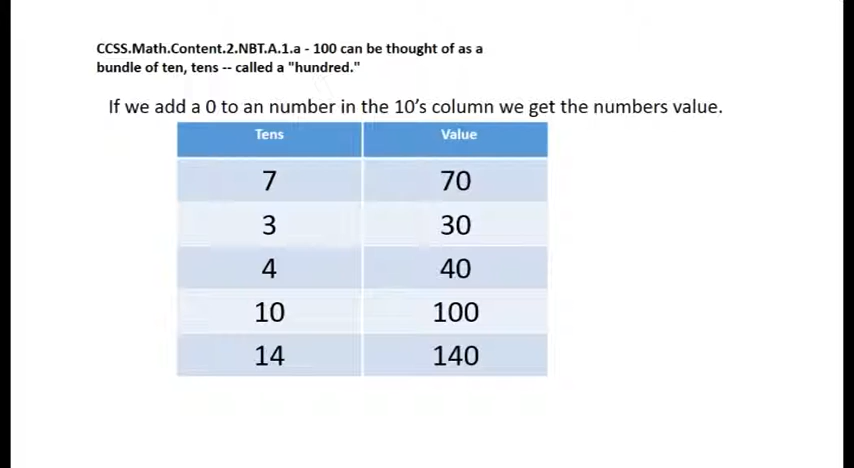 CCSS.Math.Content.2.NBT.A.1.a - 100 can be thought of as a
bundle of ten, tens -- called a "hundred."
If we add a 0 to an number in the 10's column we get the numbers value.
Tens Value
7 70
3 30
4 40
10 100
14 140